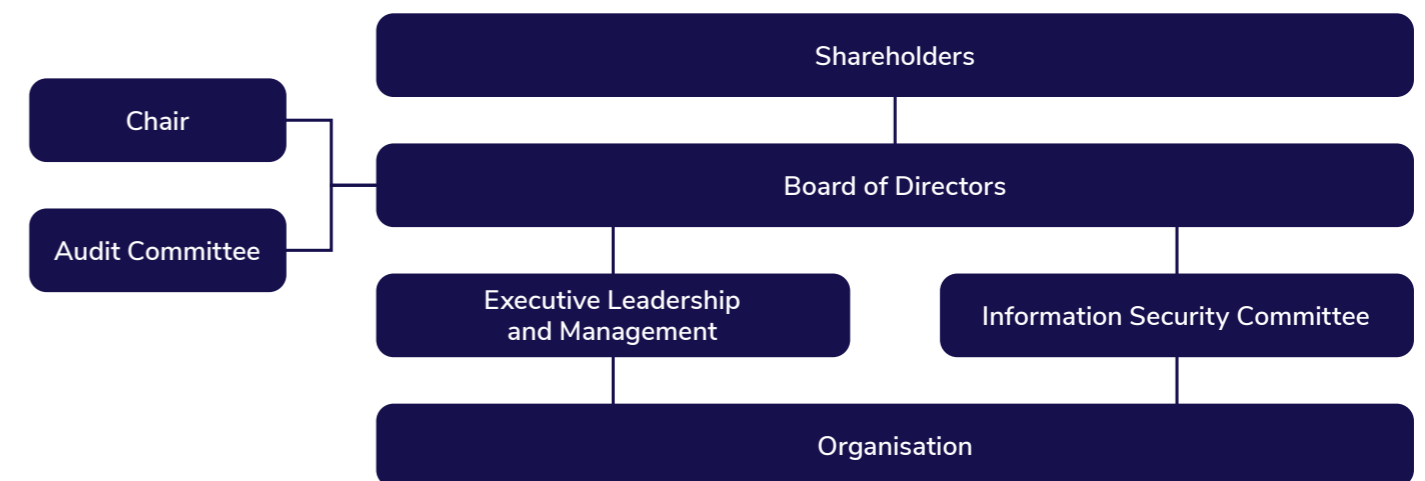 Shareholders
Chair
Board of Directors
Audit Committee
Executive Leadership
and Management
Information Security Committee
Organisation